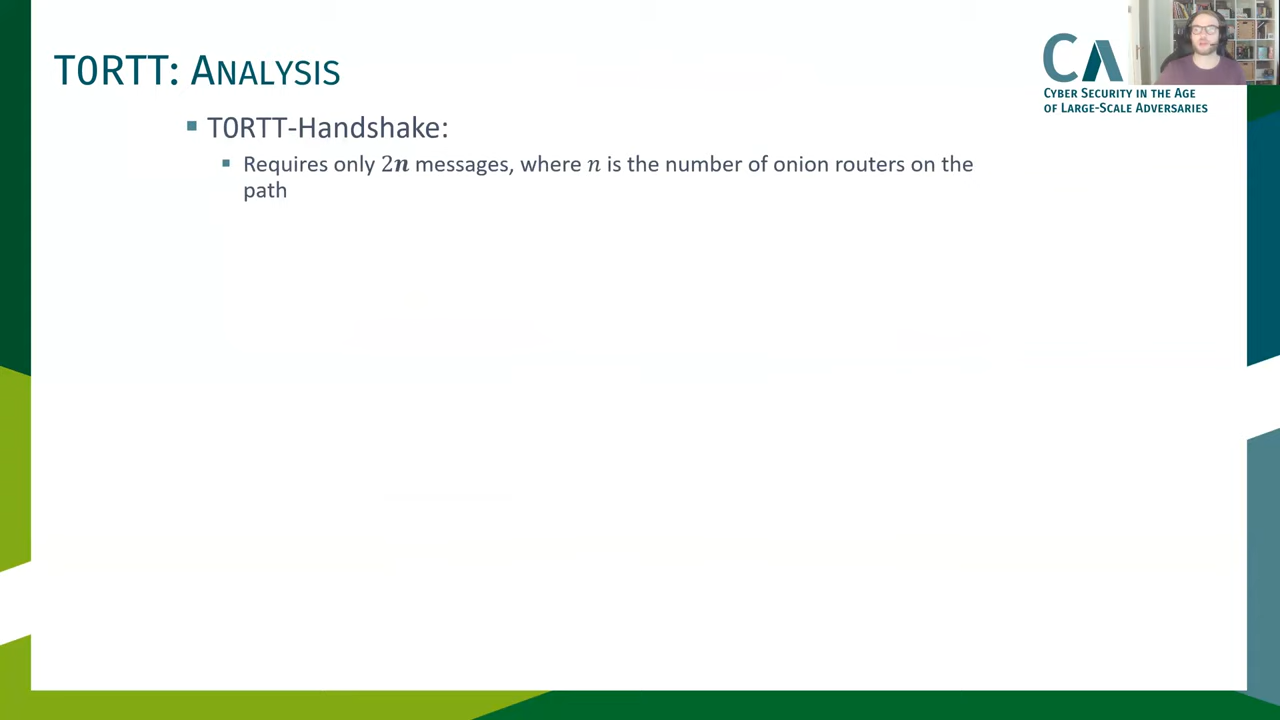 T0RTT: Analysis
CA
Cyber Security in the Age
of Large-Scale Adversaries
▪ T0RTT-Handshake:
▪ Requires only 2n messages, where n is the number of onion routers on the
path